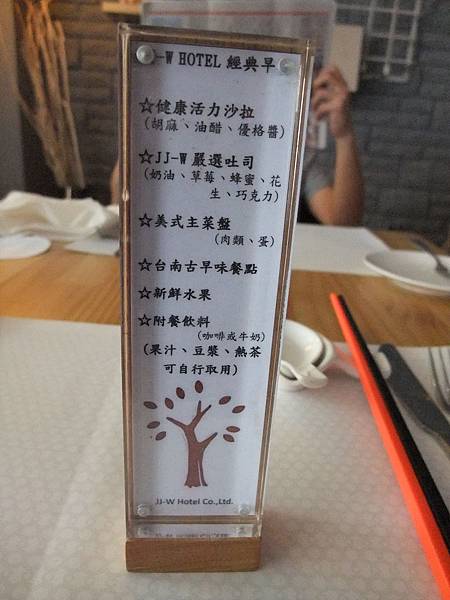 -W HOTEL 經典早
☆健康活力沙拉
(胡麻、油醋、優格醬)
☆JJ-W 嚴選吐司
(奶油、草莓、蜂蜜、花
生、巧克力)
☆美式主菜盤
(肉類、蛋)
☆台南古早味餐點
☆新鮮水果
☆附餐飲料
(咖啡或牛奶)
(果汁、豆漿、熱茶
可自行取用)
JJ-W Hotel Co.,Ltd.